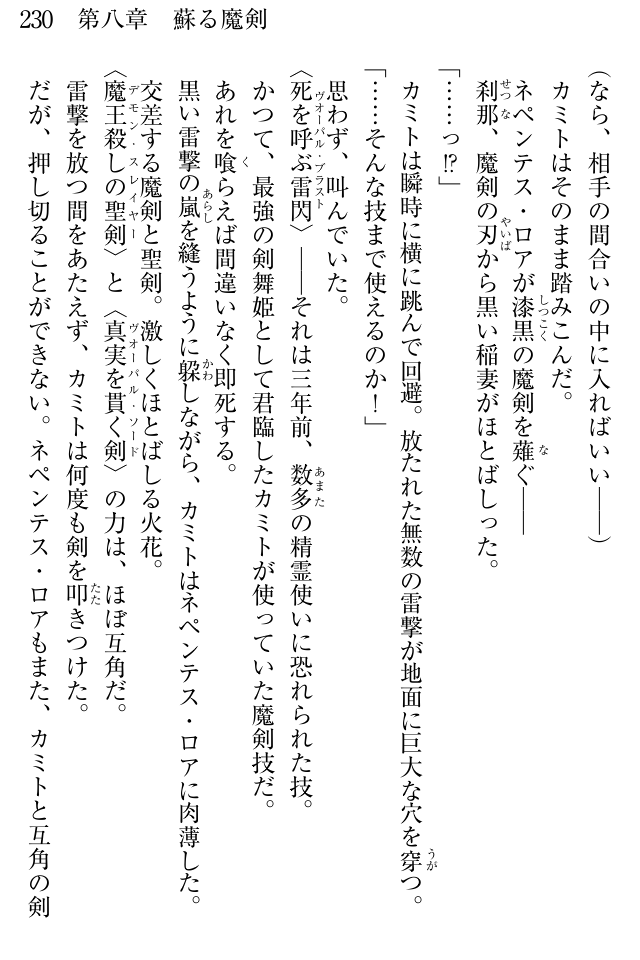 230　第八章　蘇る魔剣
（なら、相手の間合いの中に入ればいい――）
カミトはそのまま踏みこんだ。
ネペンテス・ロアが漆黒の魔剣を薙ぐ――
刹那、魔剣の刃から黒い稲妻がほとばしった。
「……っ!?」
カミトは瞬時に横に跳んで回避。放たれた無数の雷撃が地面に巨大な穴を穿つ。
「……そんな技まで使えるのか！」
思わず、叫んでいた。
〈死を呼ぶ雷閃〉――それは三年前、数多の精霊使いに恐れられた技。
かつて、最強の剣舞姫として君臨したカミトが使っていた魔剣技だ。
あれを喰らえば間違いなく即死する。
黒い雷撃の嵐を縫うように躱しながら、カミトはネペンテス・ロアに肉薄した。
交差する魔剣と聖剣。激しくほとばしる火花。
〈魔王殺しの聖剣〉と〈真実を貫く剣〉の力は、ほぼ互角だ。
雷撃を放つ間をあたえず、カミトは何度も剣を叩きつけた。
だが、押し切ることができない。ネペンテス・ロアもまた、カミトと互角の剣